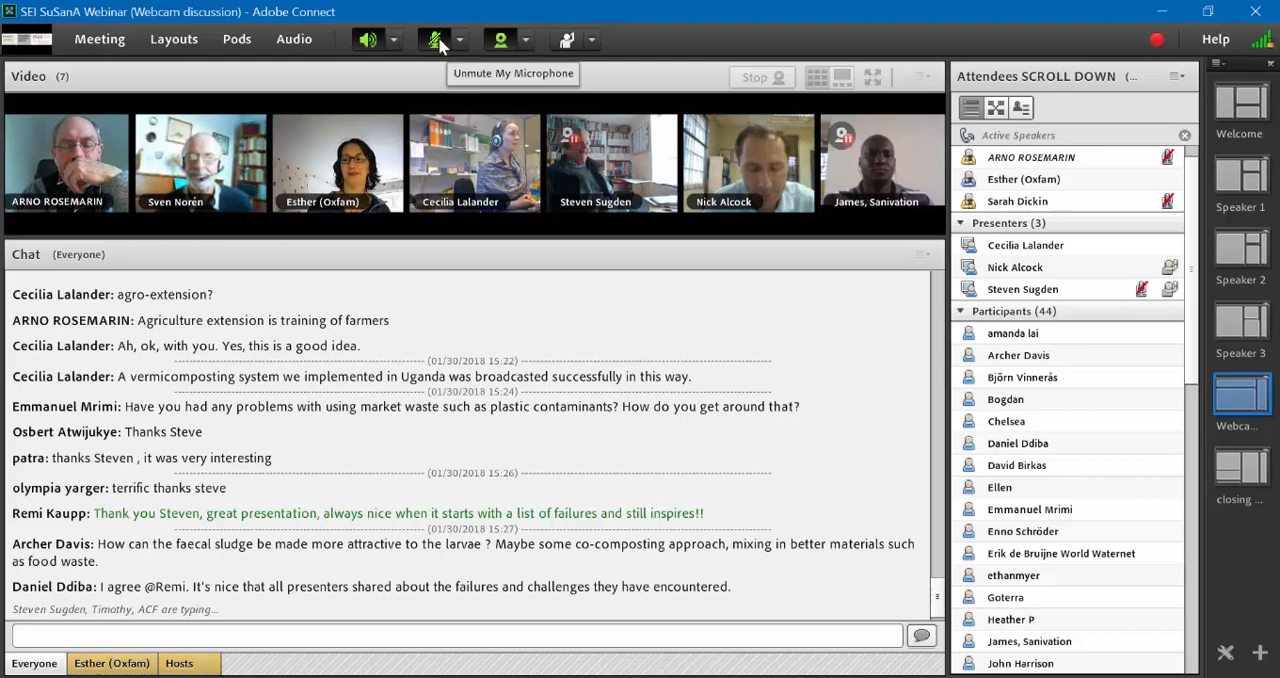 SEI SuSanA Webinar (Webcam discussion) - Adobe Connect
Meeting Layouts Pods Audio Help
Unmute My Microphone
Video (7)
Stop
ARNO ROSEMARIN
Sven Norén
Esther (Oxfam)
Cecilia Lalander
Steven Sugden
Nick Alcock
James, Sanivation
Chat (Everyone)
Cecilia Lalander: agro-extension?
ARNO ROSEMARIN: Agriculture extension is training of farmers
Cecilia Lalander: Ah, ok, with you. Yes, this is a good idea.
(01/30/2018 15:22)
Cecilia Lalander: A vermicomposting system we implemented in Uganda was broadcasted successfully in this way.
(01/30/2018 15:24)
Emmanuel Mrimi: Have you had any problems with using market waste such as plastic contaminants? How do you get around that?
Osbert Atwijukye: Thanks Steve
patra: thanks Steven , it was very interesting
(01/30/2018 15:26)
olympia yarger: terrific thanks steve
Remi Kaupp: Thank you Steven, great presentation, always nice when it starts with a list of failures and still inspires!!
(01/30/2018 15:27)
Archer Davis: How can the faecal sludge be made more attractive to the larvae ? Maybe some co-composting approach, mixing in better materials such
as food waste.
Daniel Ddiba: I agree @Remi. It's nice that all presenters shared about the failures and challenges they have encountered.
Steven Sugden, Timothy, ACF are typing...
Everyone
Esther (Oxfam)
Hosts
Attendees SCROLL DOWN (...
Active Speakers
ARNO ROSEMARIN
Esther (Oxfam)
Sarah Dickin
Presenters (3)
Cecilia Lalander
Nick Alcock
Steven Sugden
Participants (44)
amanda lai
Archer Davis
Björn Vinnerås
Bogdan
Chelsea
Daniel Ddiba
David Birkas
Ellen
Emmanuel Mrimi
Enno Schröder
Erik de Bruijne World Waternet
ethanmyer
Goterra
Heather P
James, Sanivation
John Harrison
Welcome
Speaker 1
Speaker 2
Speaker 3
Webca...
closing ...